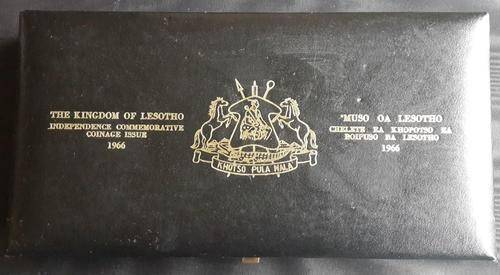 THE KINGDOM OF LESOTHO
INDEPENDENCE COMMEMORATIVE
COINAGE ISSUE
1966
KHOTSO PULA NALA
'MUSO OA LESOTHO
CHELETE EA KHOPOTSO EA
BOIPUSO BA LESOTHO
1966